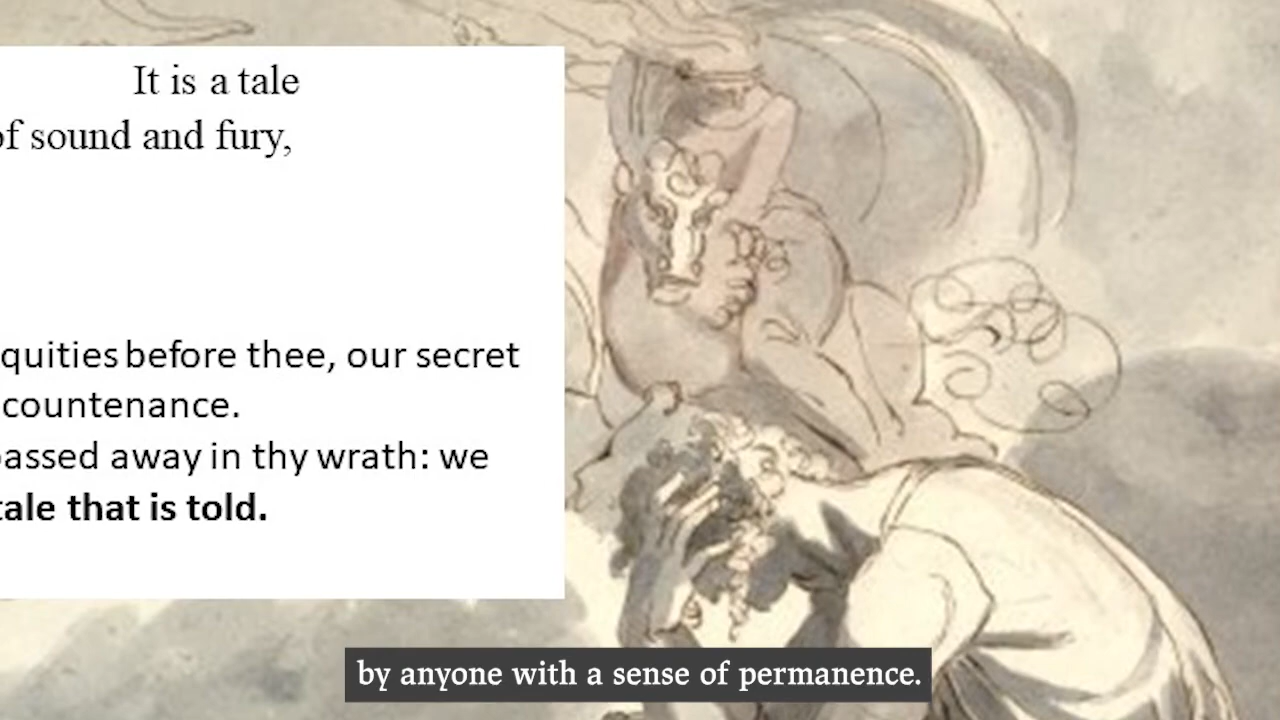 It is a tale
of sound and fury,
quities before thee, our secret
countenance.
passed away in thy wrath: we
tale that is told.
by anyone with a sense of permanence.